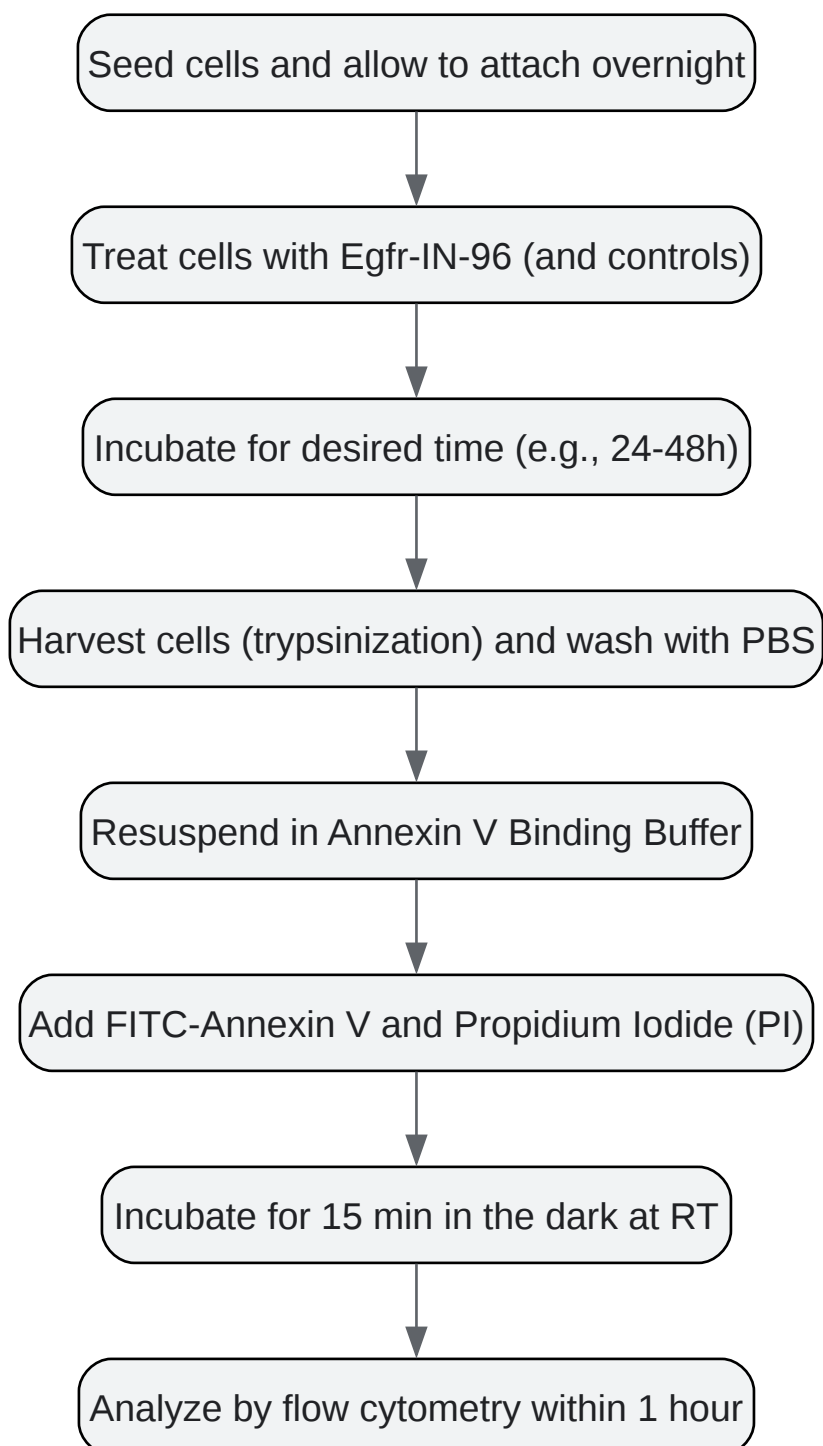 Seed cells and allow to attach overnight
Treat cells with Egfr-IN-96 (and controls)
Incubate for desired time (e.g., 24-48h)
Harvest cells (trypsinization) and wash with PBS
Resuspend in Annexin V Binding Buffer
Add FITC-Annexin V and Propidium Iodide (PI)
Incubate for 15 min in the dark at RT
Analyze by flow cytometry within 1 hour